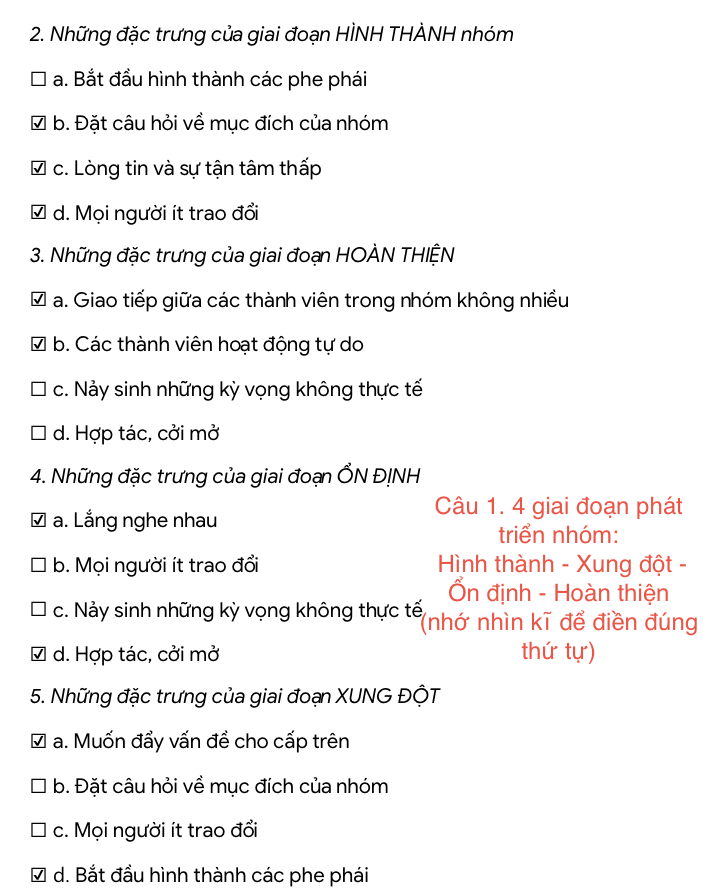 2. Những đặc trưng của giai đoạn HÌNH THÀNH nhóm
☐ a. Bắt đầu hình thành các phe phái
☑ b. Đặt câu hỏi về mục đích của nhóm
☑ c. Lòng tin và sự tận tâm thấp
☑ d. Mọi người ít trao đổi
3. Những đặc trưng của giai đoạn HOÀN THIỆN
☑ a. Giao tiếp giữa các thành viên trong nhóm không nhiều
☑ b. Các thành viên hoạt động tự do
☐ c. Nảy sinh những kỳ vọng không thực tế
☐ d. Hợp tác, cởi mở
4. Những đặc trưng của giai đoạn ỔN ĐỊNH
☑ a. Lắng nghe nhau
☐ b. Mọi người ít trao đổi
☐ c. Nảy sinh những kỳ vọng không thực tế
☑ d. Hợp tác, cởi mở
Câu 1. 4 giai đoạn phát
triển nhóm:
Hình thành - Xung đột -
Ổn định - Hoàn thiện
(nhớ nhìn kĩ để điền đúng
thứ tự)
5. Những đặc trưng của giai đoạn XUNG ĐỘT
☑ a. Muốn đẩy vấn đề cho cấp trên
☐ b. Đặt câu hỏi về mục đích của nhóm
☐ c. Mọi người ít trao đổi
☑ d. Bắt đầu hình thành các phe phái